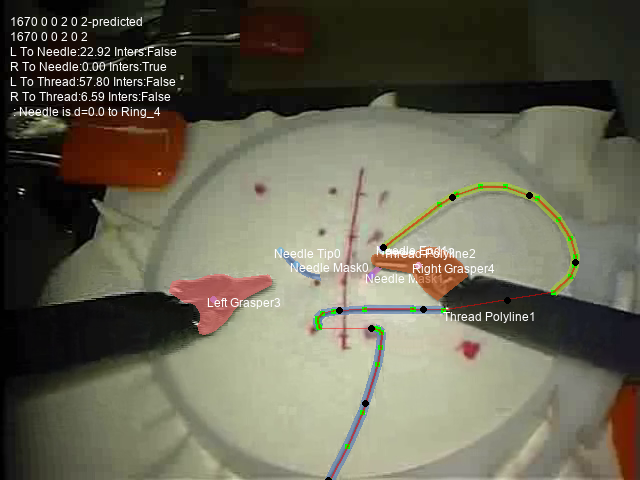 1670 0 0 2 0 2-predicted
1670 0 0 2 0 2
L To Needle:22.92 Inters:False
R To Needle:0.00 Inters:True
L To Thread:57.80 Inters:False
R To Thread:6.59 Inters:False
: Needle is d=0.0 to Ring_4
Needle Tip0
Thread Polyline2
Needle Mask0
Right Grasper4
Needle Mask1
Left Grasper3
Thread Polyline1